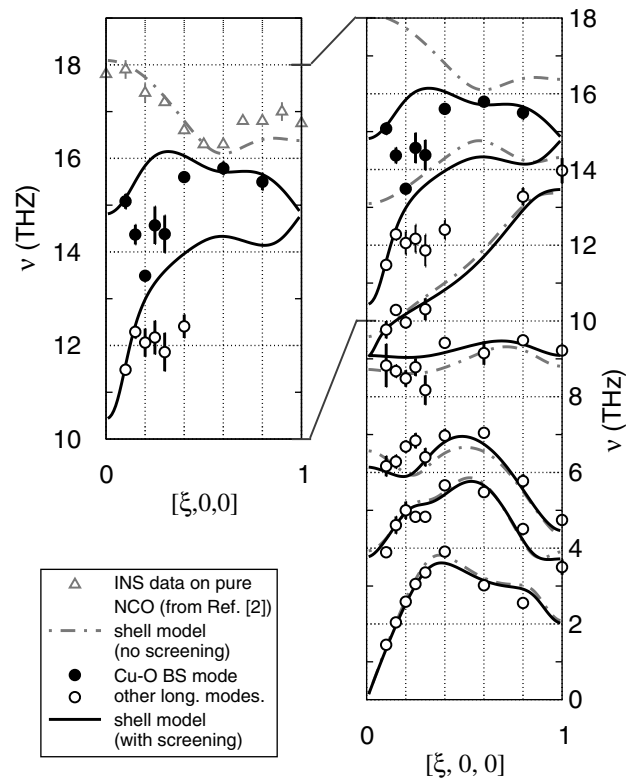 18
16
14
12
10
ν (THZ)
0
1
[ξ,0,0]
18
16
14
12
10
8
6
4
2
0
ν (THz)
0
1
[ξ, 0, 0]
INS data on pure
NCO (from Ref. [2])
shell model
(no screening)
Cu-O BS mode
other long. modes.
shell model
(with screening)